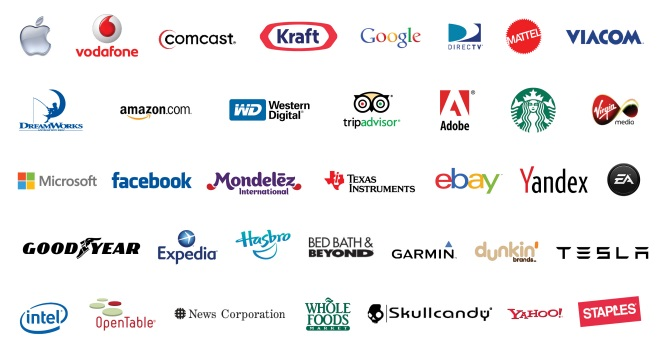 vodafone
comcast®
Kraft
Google
DIRECTV
MATTEL
VIACOM
DREAMWORKS
amazon.com
WD Western
Digital®
tripadvisor®
Adobe
Virgin
media
Microsoft
facebook
Mondelēz
International
TEXAS
INSTRUMENTS
ebay
Yandex
EA
GOODYEAR
Expedia
Hasbro
BED BATH &
BEYOND
GARMIN
dunkin'
brands
TESLA
intel
OpenTable®
News Corporation
WHOLE
FOODS
MARKET
Skullcandy
YAHOO!
STAPLES